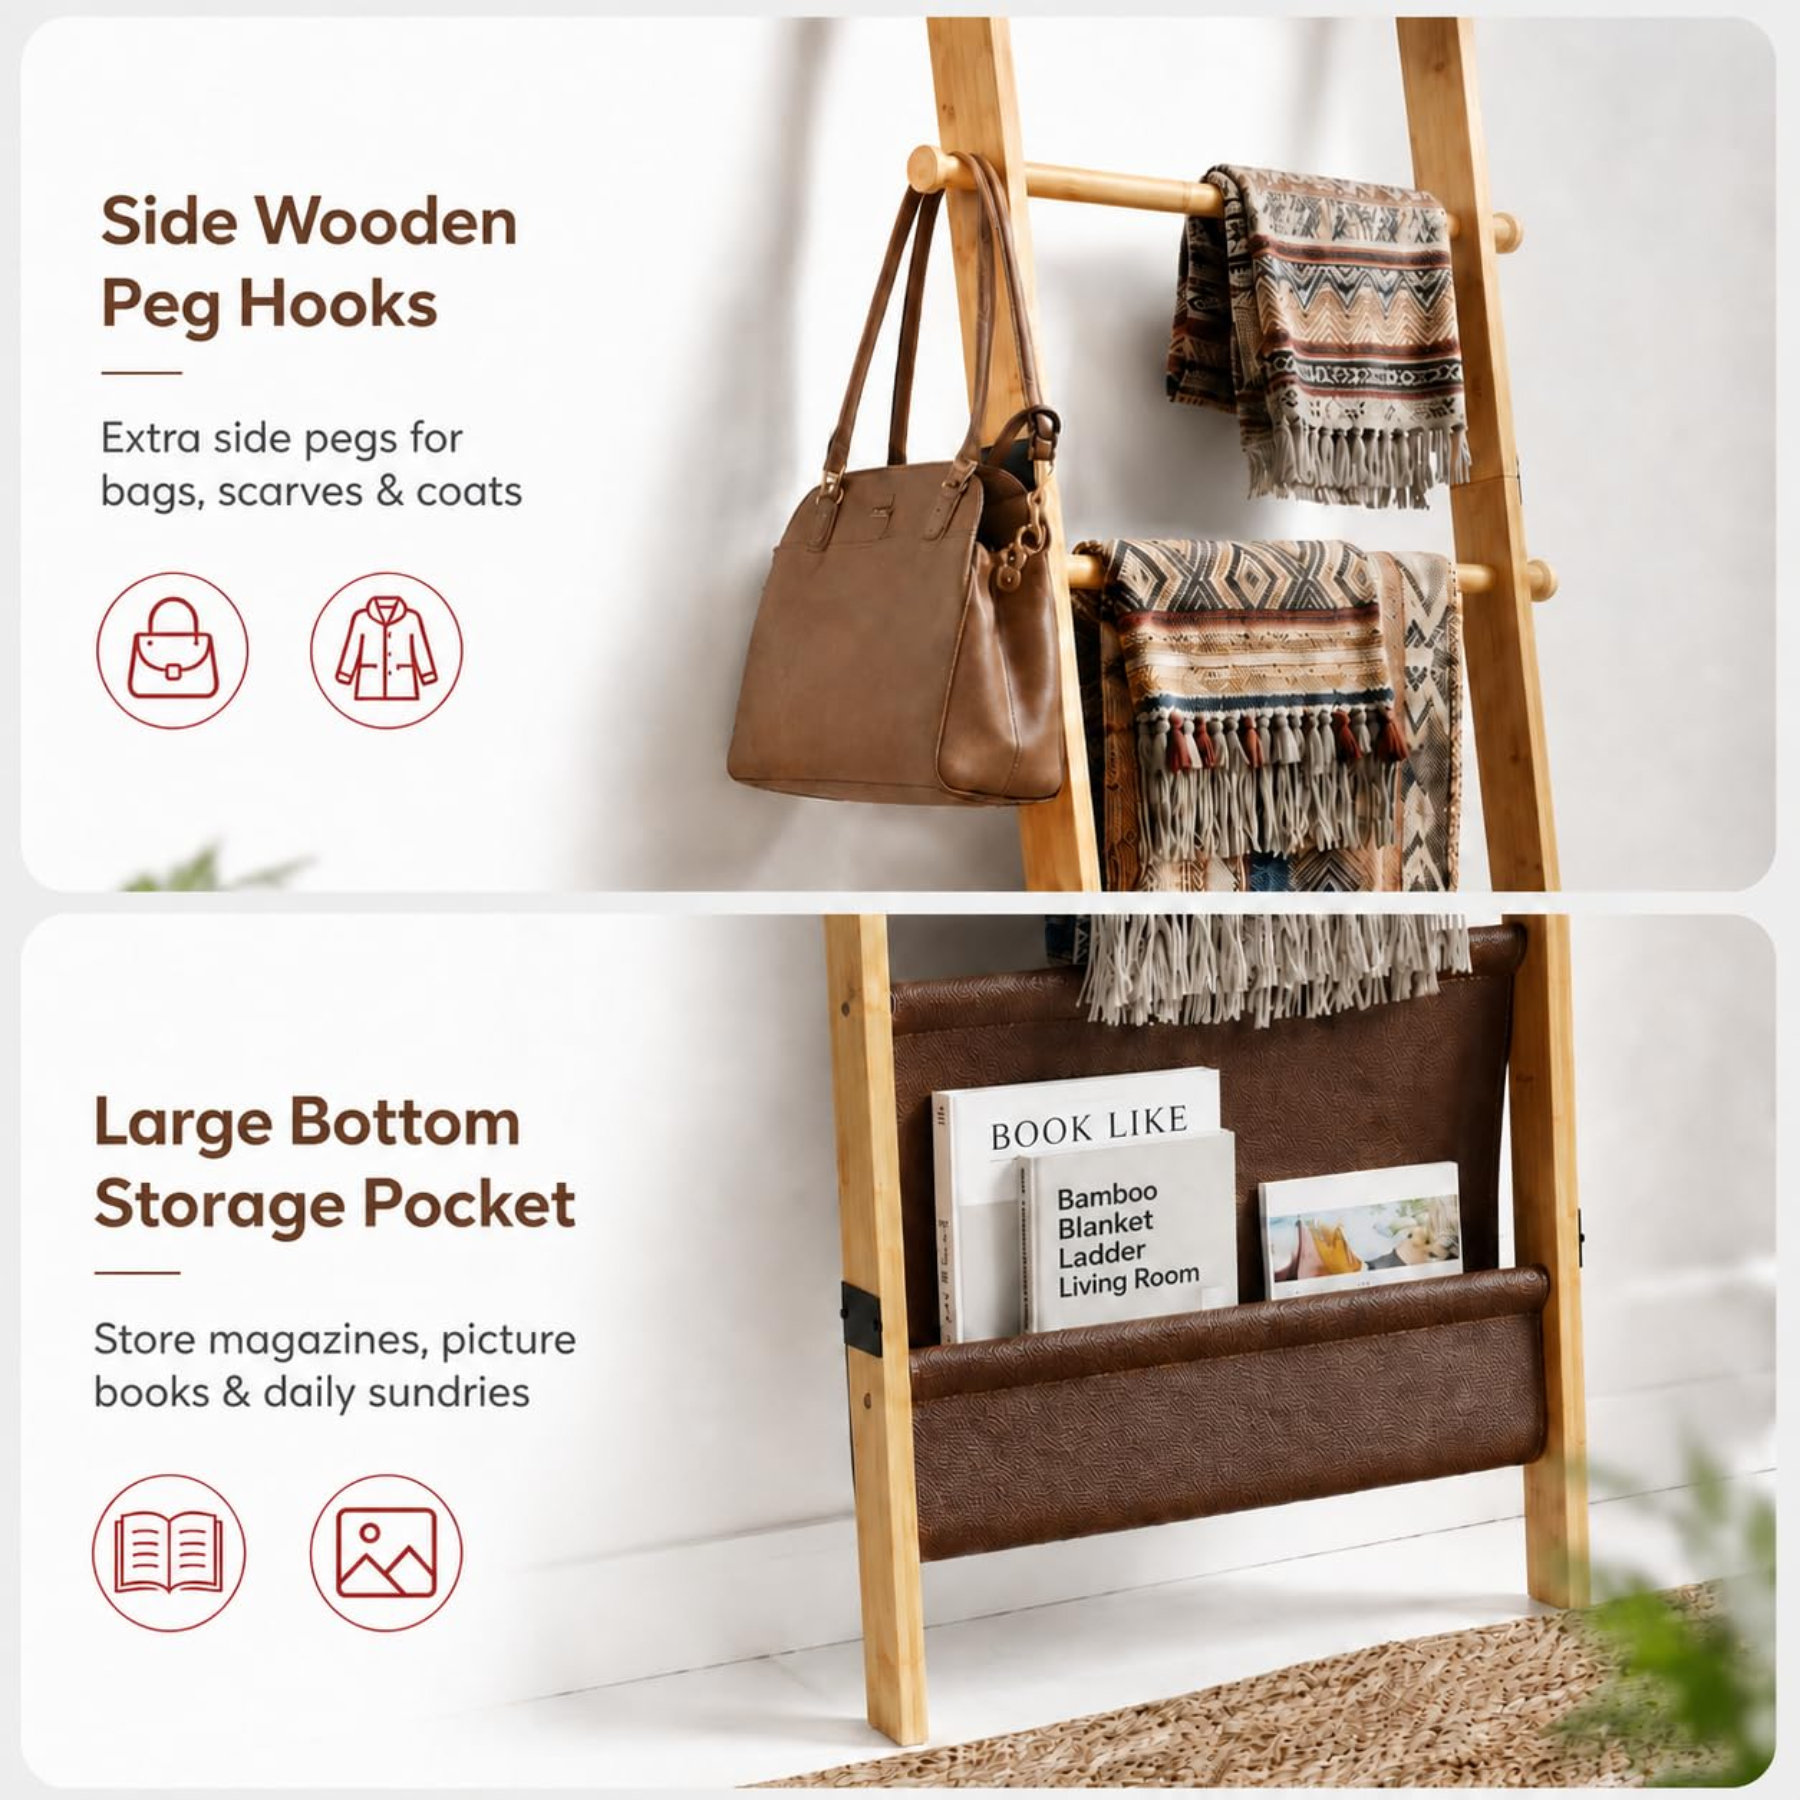 Side Wooden
Peg Hooks
Extra side pegs for
bags, scarves & coats
Large Bottom
Storage Pocket
Store magazines, picture
books & daily sundries
BOOK LIKE
Bamboo
Blanket
Ladder
Living Room